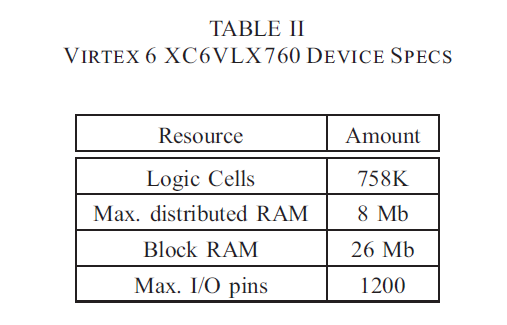 TABLE II
VIRTEX 6 XC6VLX760 DEVICE SPECS
Resource Amount
Logic Cells 758K
Max. distributed RAM 8 Mb
Block RAM 26 Mb
Max. I/O pins 1200